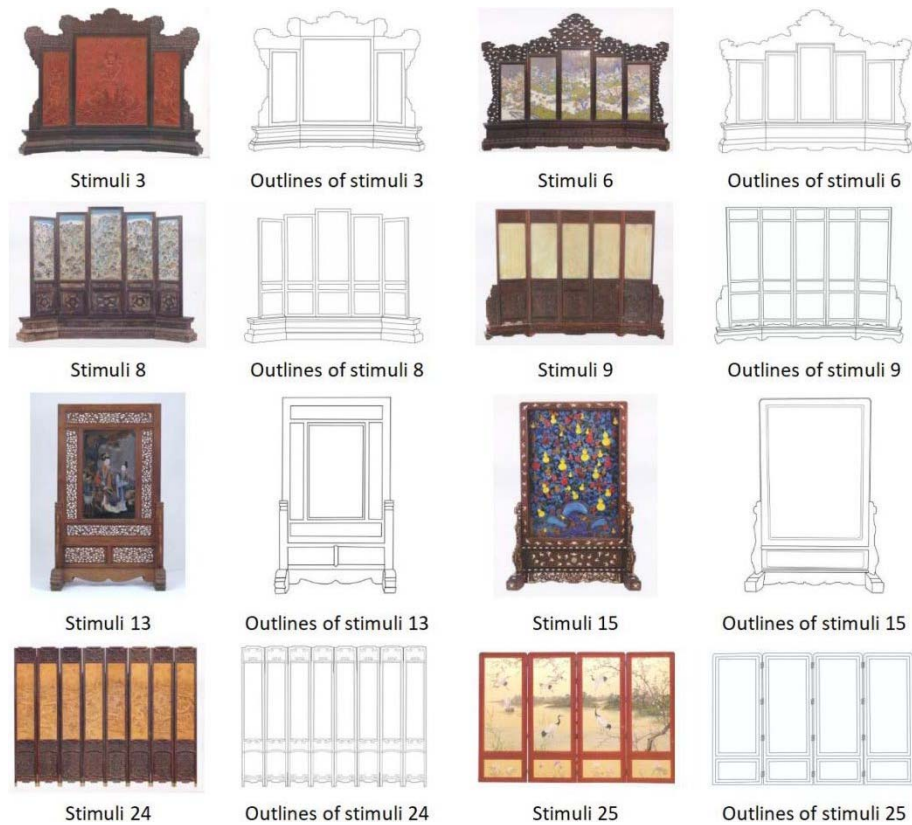 Stimuli 3 Outlines of stimuli 3 Stimuli 6 Outlines of stimuli 6
Stimuli 8 Outlines of stimuli 8 Stimuli 9 Outlines of stimuli 9
Stimuli 13 Outlines of stimuli 13 Stimuli 15 Outlines of stimuli 15
Stimuli 24 Outlines of stimuli 24 Stimuli 25 Outlines of stimuli 25